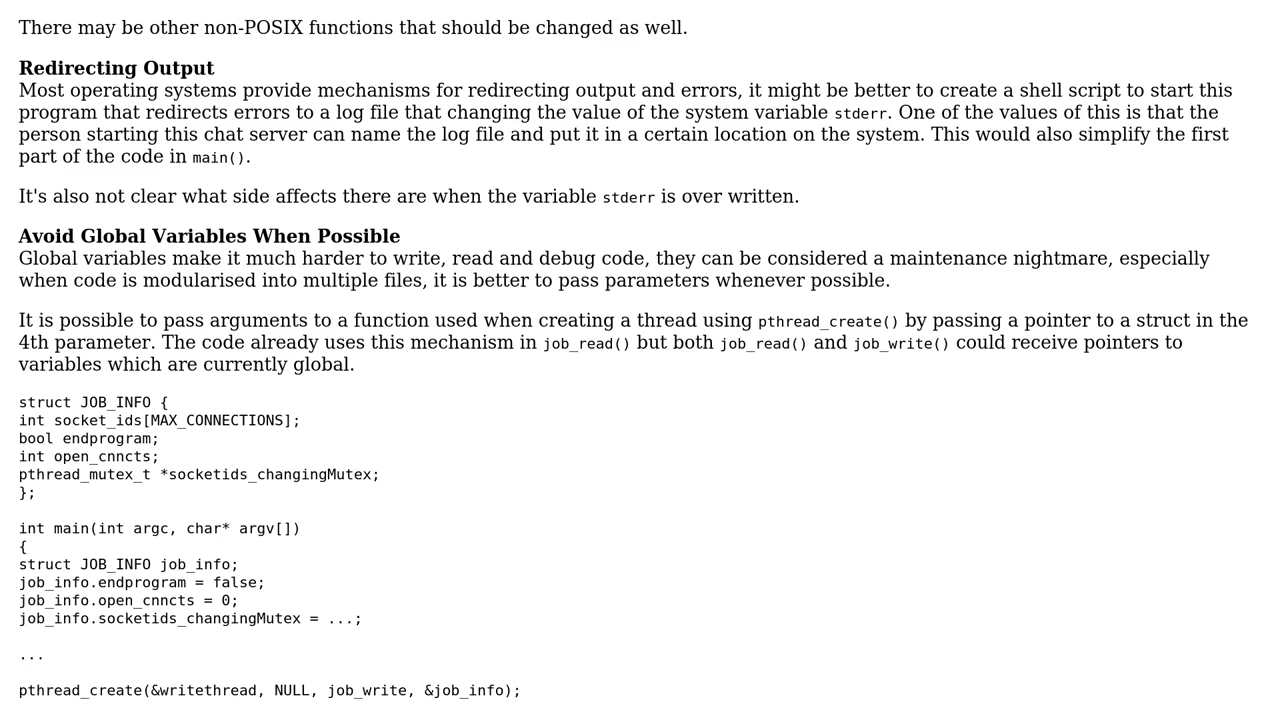 There may be other non-POSIX functions that should be changed as well.
Redirecting Output
Most operating systems provide mechanisms for redirecting output and errors, it might be better to create a shell script to start this
program that redirects errors to a log file that changing the value of the system variable stderr. One of the values of this is that the
person starting this chat server can name the log file and put it in a certain location on the system. This would also simplify the first
part of the code in main().
It's also not clear what side affects there are when the variable stderr is over written.
Avoid Global Variables When Possible
Global variables make it much harder to write, read and debug code, they can be considered a maintenance nightmare, especially
when code is modularised into multiple files, it is better to pass parameters whenever possible.
It is possible to pass arguments to a function used when creating a thread using pthread_create() by passing a pointer to a struct in the
4th parameter. The code already uses this mechanism in job_read() but both job_read() and job_write() could receive pointers to
variables which are currently global.
struct JOB_INFO {
int socket_ids[MAX_CONNECTIONS];
bool endprogram;
int open_cnncts;
pthread_mutex_t *socketids_changingMutex;
};
int main(int argc, char* argv[])
{
struct JOB_INFO job_info;
job_info.endprogram = false;
job_info.open_cnncts = 0;
job_info.socketids_changingMutex = ...;
...
pthread_create(&writethread, NULL, job_write, &job_info);